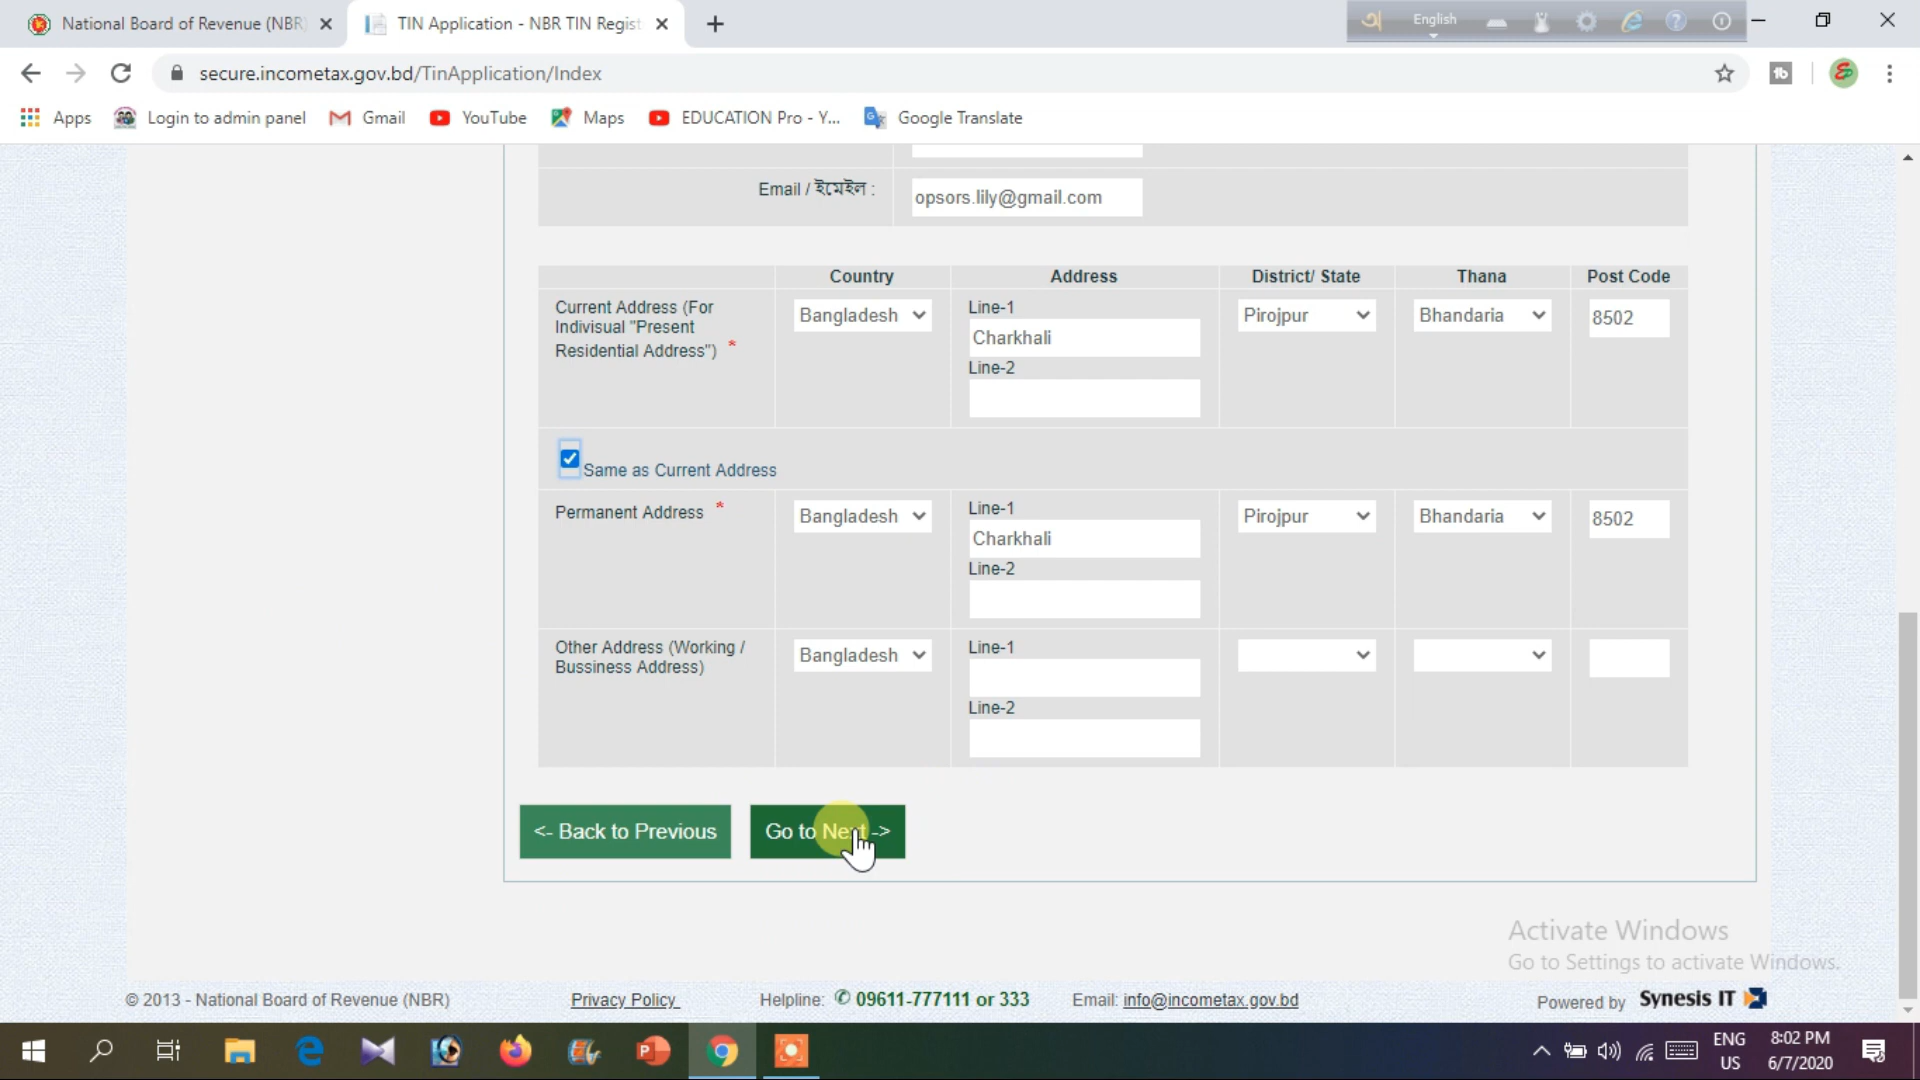 National Board of Revenue (NBR
TIN Application - NBR TIN Regist
English
secure.incometax.gov.bd/TinApplication/Index
Apps
Login to admin panel
Gmail
YouTube
Maps
EDUCATION Pro - Y...
Google Translate
Email / ইমেইল :
opsors.lily@gmail.com
Country
Address
District/ State
Thana
Post Code
Current Address (For
Indivisual "Present
Residential Address") *
Bangladesh
Line-1
Charkhali
Line-2
Pirojpur
Bhandaria
8502
Same as Current Address
Permanent Address *
Bangladesh
Line-1
Charkhali
Line-2
Pirojpur
Bhandaria
8502
Other Address (Working /
Bussiness Address)
Bangladesh
Line-1
Line-2
<- Back to Previous
Go to Next ->
Activate Windows
Go to Settings to activate Windows.
© 2013 - National Board of Revenue (NBR)
Privacy Policy
Helpline: ✆ 09611-777111 or 333
Email: info@incometax.gov.bd
Powered by Synesis IT
ENG
US
8:02 PM
6/7/2020